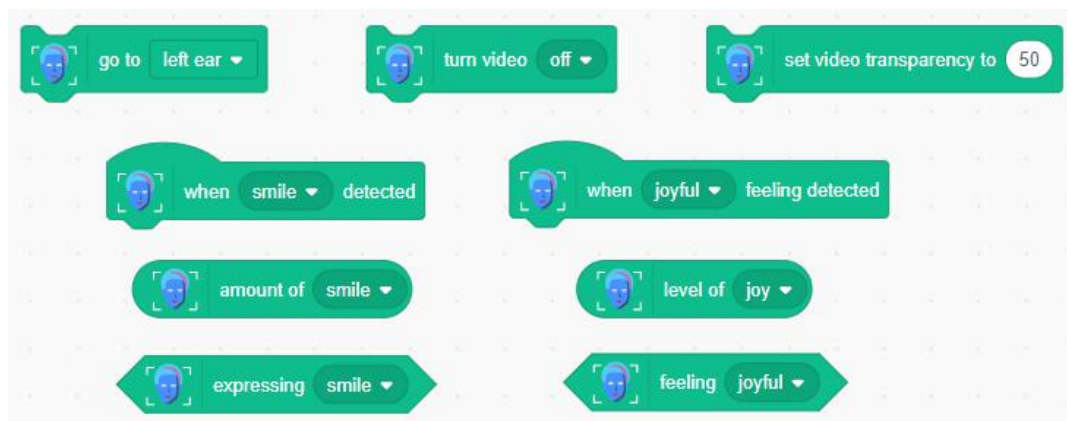 go to left ear
turn video off
set video transparency to 50
when smile detected
when joyful feeling detected
amount of smile
level of joy
expressing smile
feeling joyful